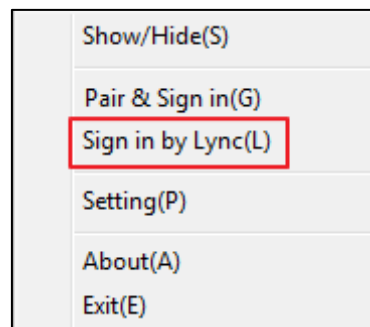 Show/Hide(S)
Pair & Sign in(G)
Sign in by Lync(L)
Setting(P)
About(A)
Exit(E)